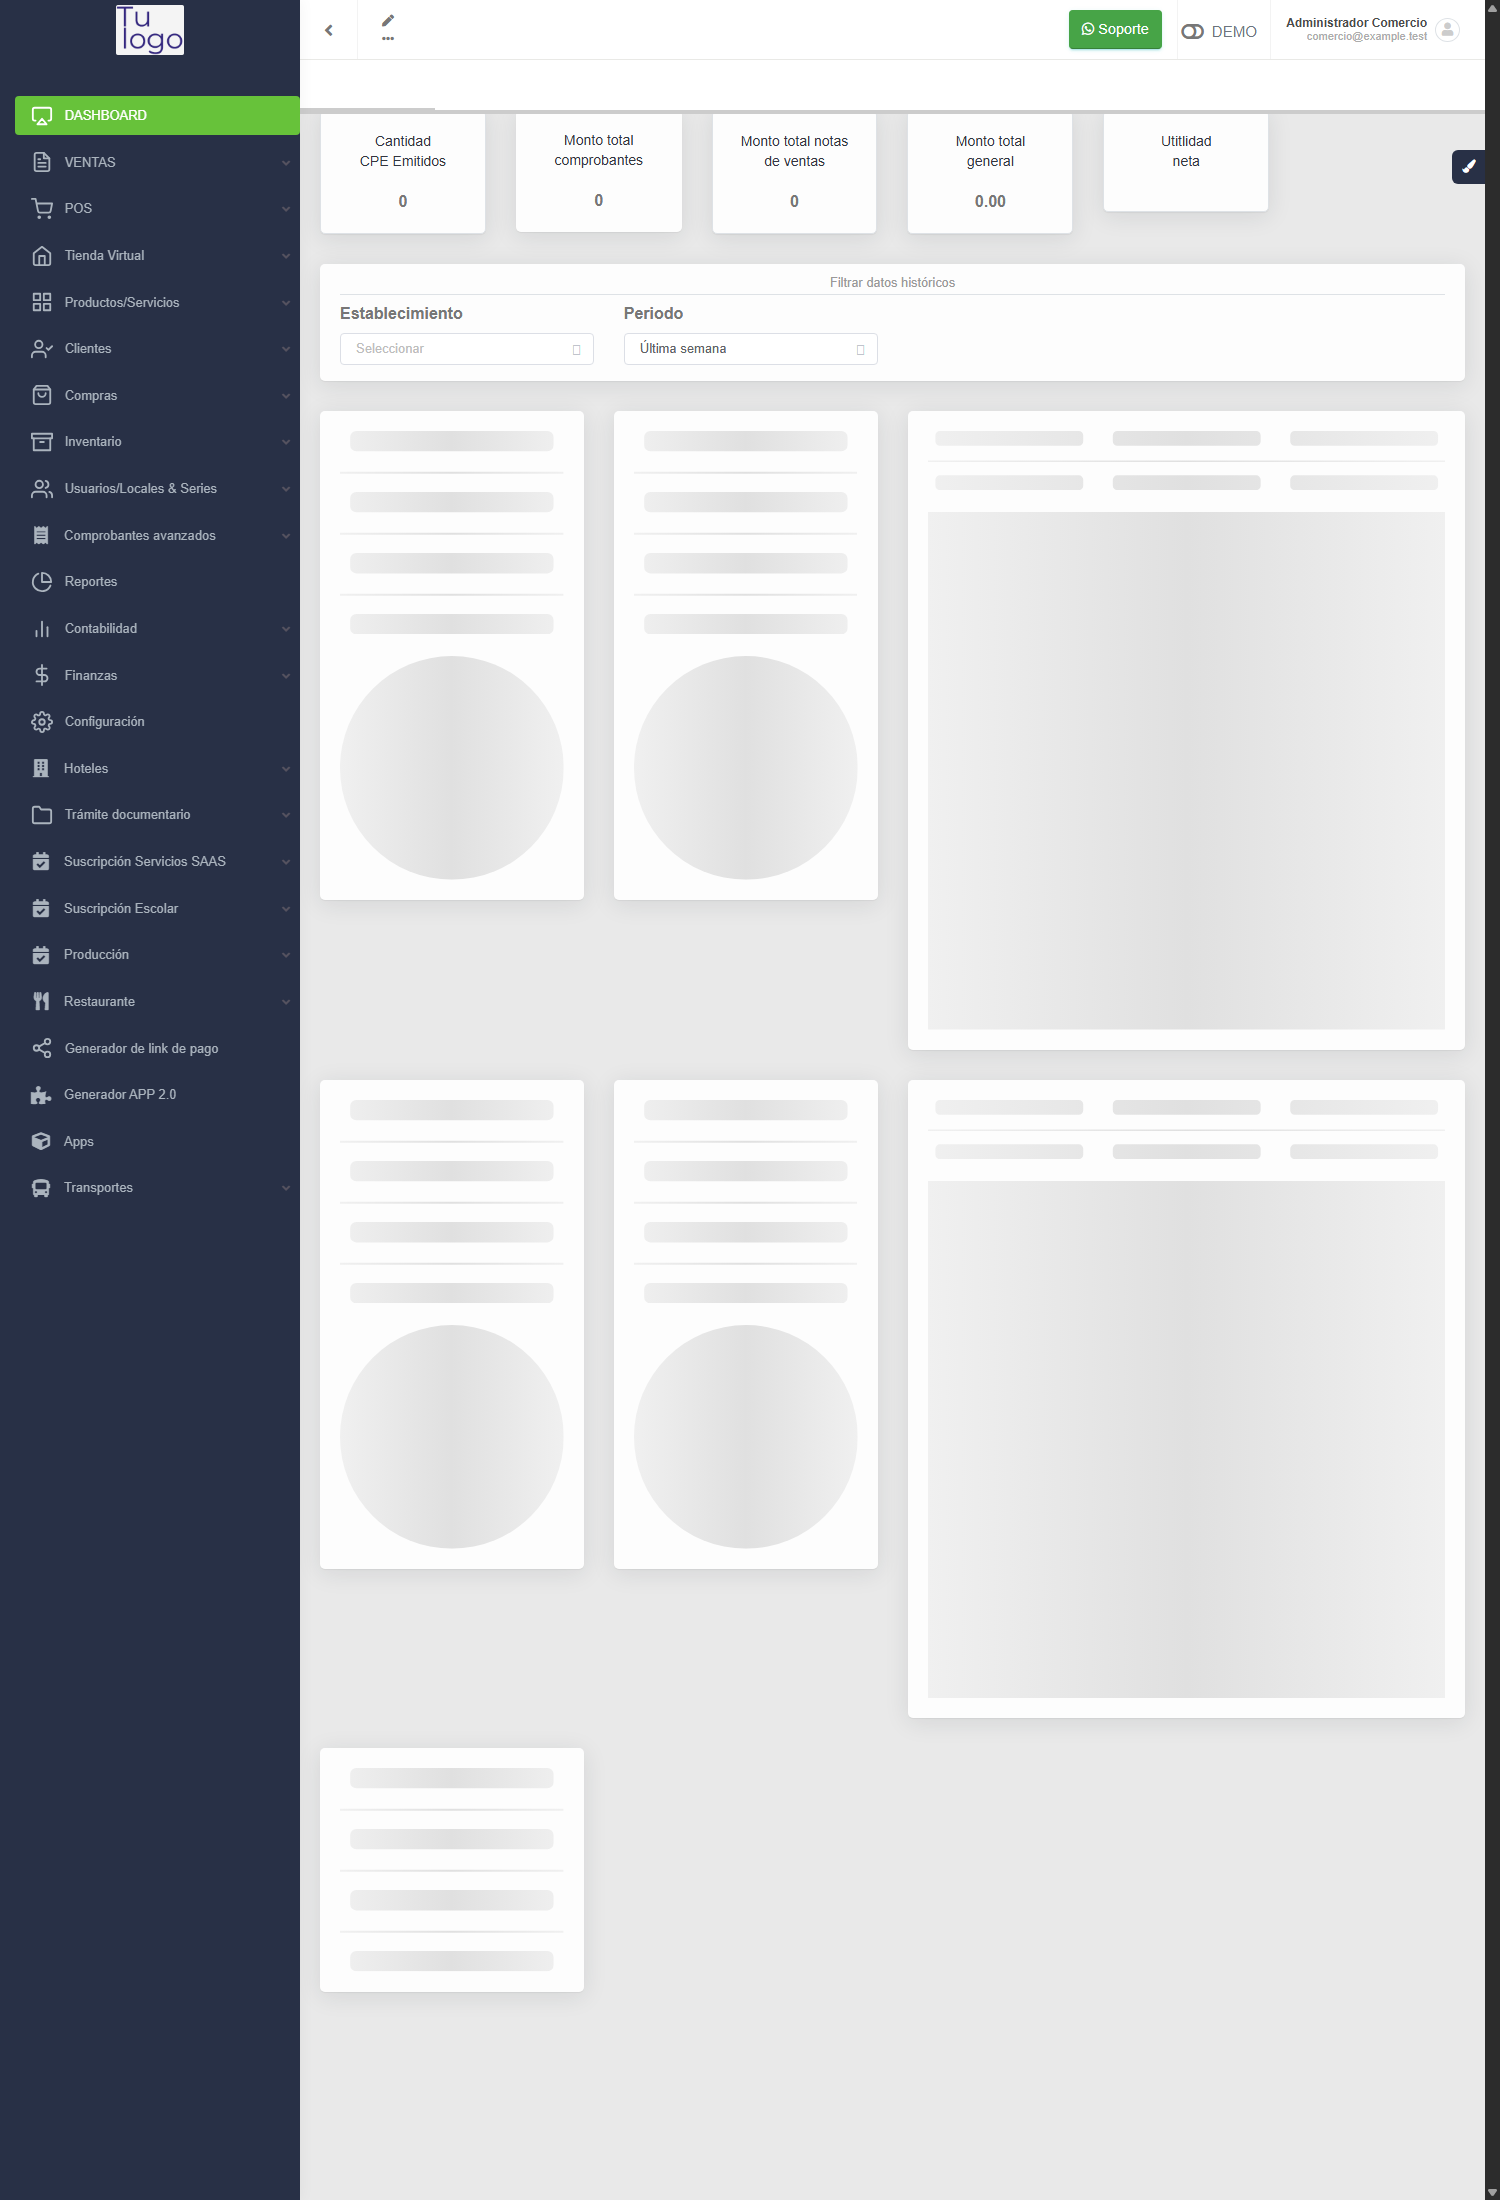 Tu
logo
Soporte
DEMO
Administrador Comercio
comercio@example.test
DASHBOARD
VENTAS
POS
Tienda Virtual
Productos/Servicios
Clientes
Compras
Inventario
Usuarios/Locales & Series
Comprobantes avanzados
Reportes
Contabilidad
Finanzas
Configuración
Hoteles
Trámite documentario
Suscripción Servicios SAAS
Suscripción Escolar
Producción
Restaurante
Generador de link de pago
Generador APP 2.0
Apps
Transportes
Cantidad
CPE Emitidos
0
Monto total
comprobantes
0
Monto total notas
de ventas
0
Monto total
general
0.00
Utitlidad
neta
Filtrar datos históricos
Establecimiento
Seleccionar
Periodo
Última semana